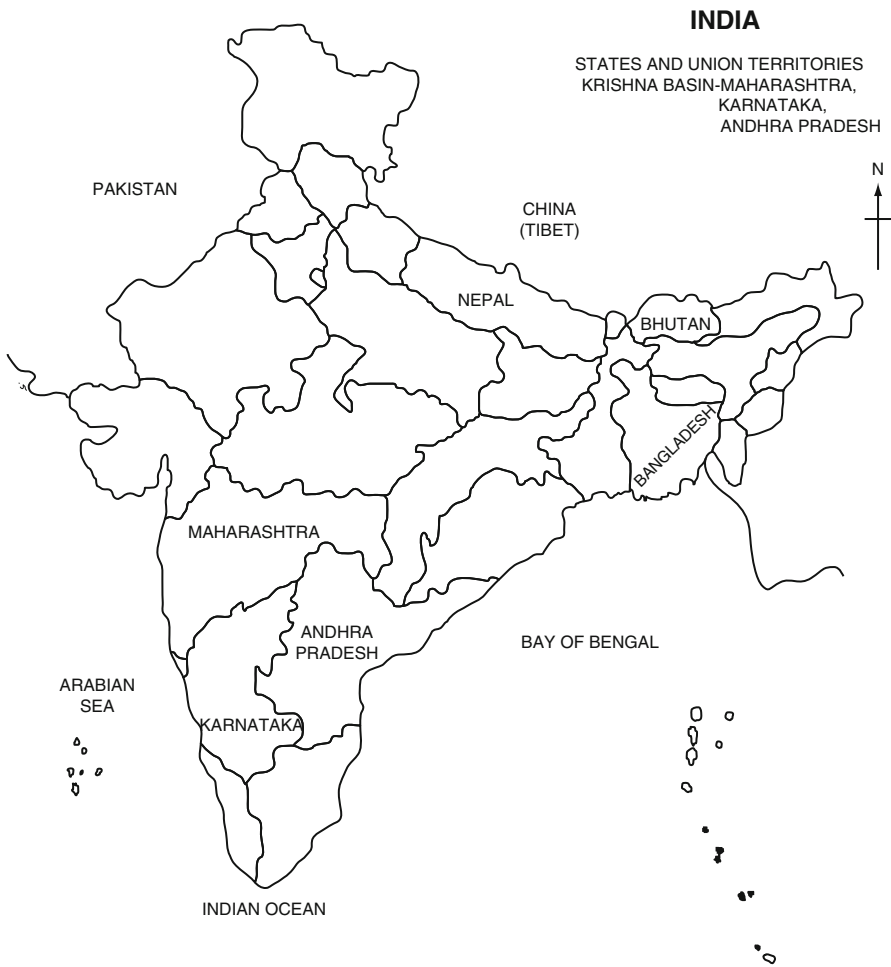 INDIA
STATES AND UNION TERRITORIES
KRISHNA BASIN-MAHARASHTRA,
KARNATAKA,
ANDHRA PRADESH
N
PAKISTAN
CHINA
(TIBET)
NEPAL
BHUTAN
BANGLADESH
MAHARASHTRA
ANDHRA
PRADESH
BAY OF BENGAL
ARABIAN
SEA
KARNATAKA
INDIAN OCEAN